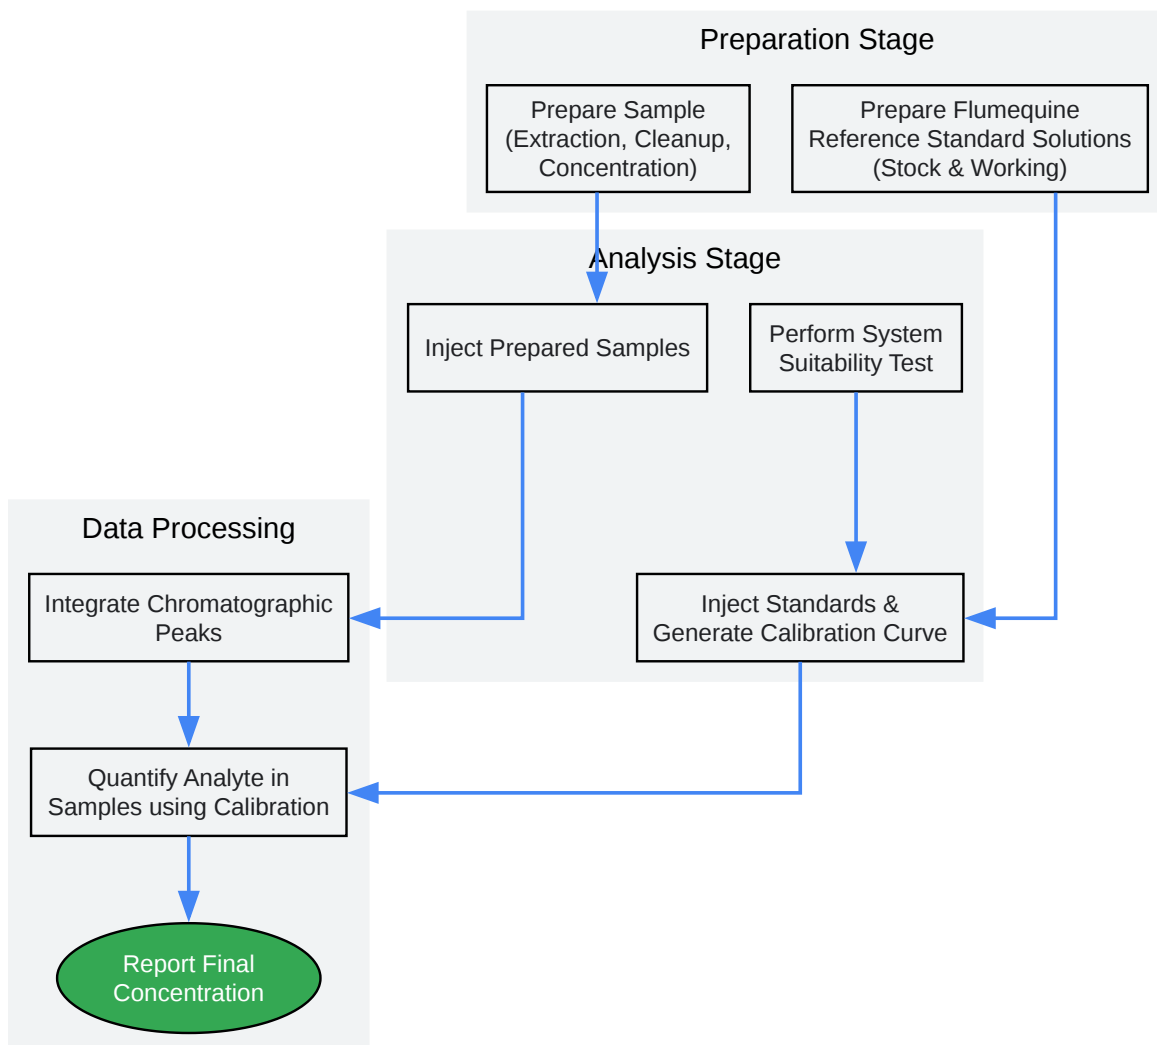 Preparation Stage
Prepare Sample
(Extraction, Cleanup,
Concentration)
Prepare Flumequine
Reference Standard Solutions
(Stock & Working)
Analysis Stage
Inject Prepared Samples
Perform System
Suitability Test
Data Processing
Integrate Chromatographic
Peaks
Inject Standards &
Generate Calibration Curve
Quantify Analyte in
Samples using Calibration
Report Final
Concentration